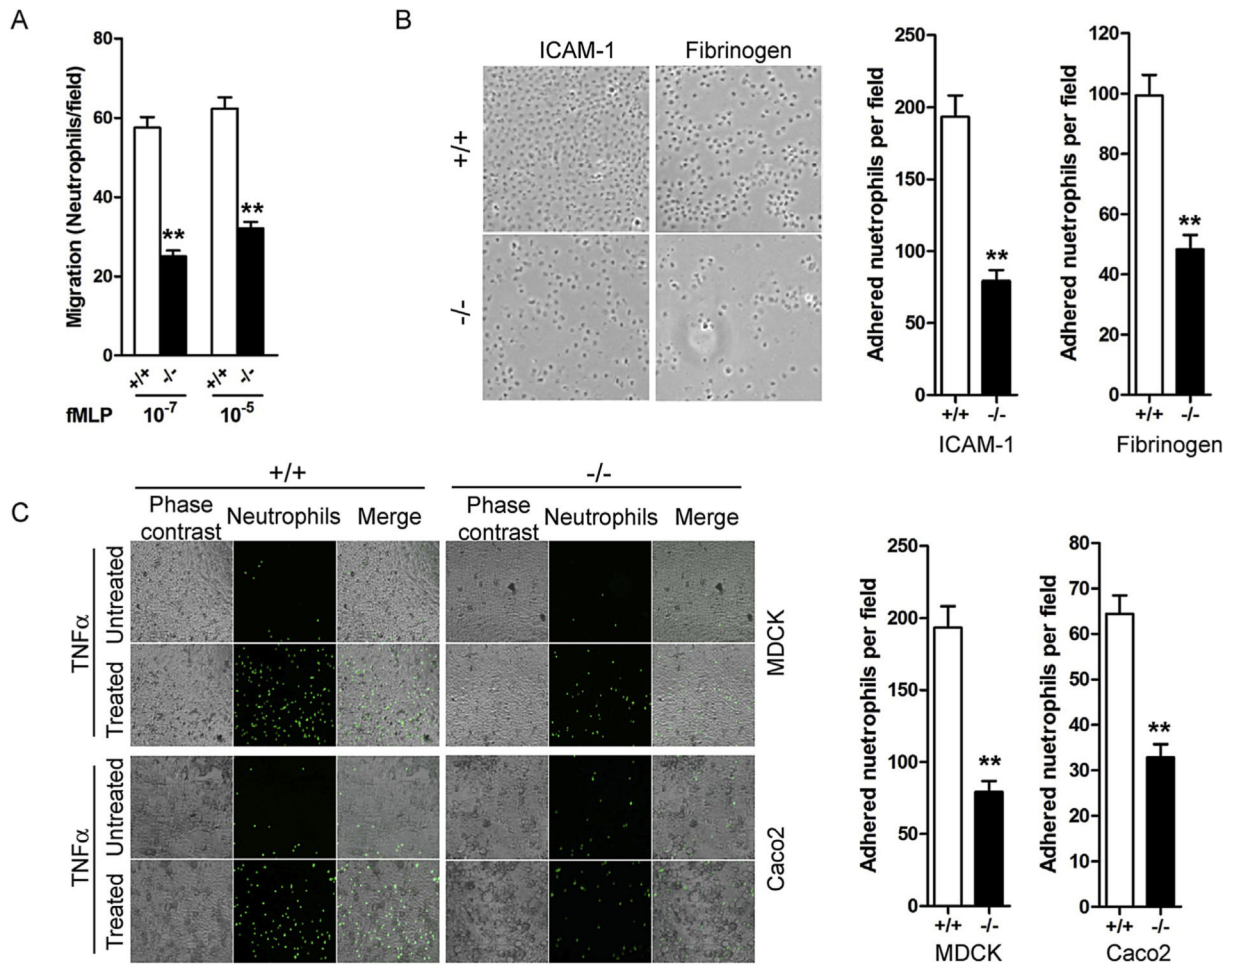 A
Migration (Neutrophils/field)
80
60
40
20
0
**
**
+/+ -/- +/+ -/-
fMLP 10-7 10-5
B
ICAM-1 Fibrinogen
+/+
-/-
Adhered nuetrophils per field
250
200
150
100
50
0
**
+/+ -/-
ICAM-1
Adhered nuetrophils per field
120
100
80
60
40
20
0
**
+/+ -/-
Fibrinogen
C
+/+ -/-
Phase contrast Neutrophils Merge Phase contrast Neutrophils Merge
TNFα
Untreated
Treated
MDCK
TNFα
Untreated
Treated
Caco2
Adhered nuetrophils per field
250
200
150
100
50
0
**
+/+ -/-
MDCK
Adhered nuetrophils per field
80
70
60
50
40
30
20
10
0
**
+/+ -/-
Caco2